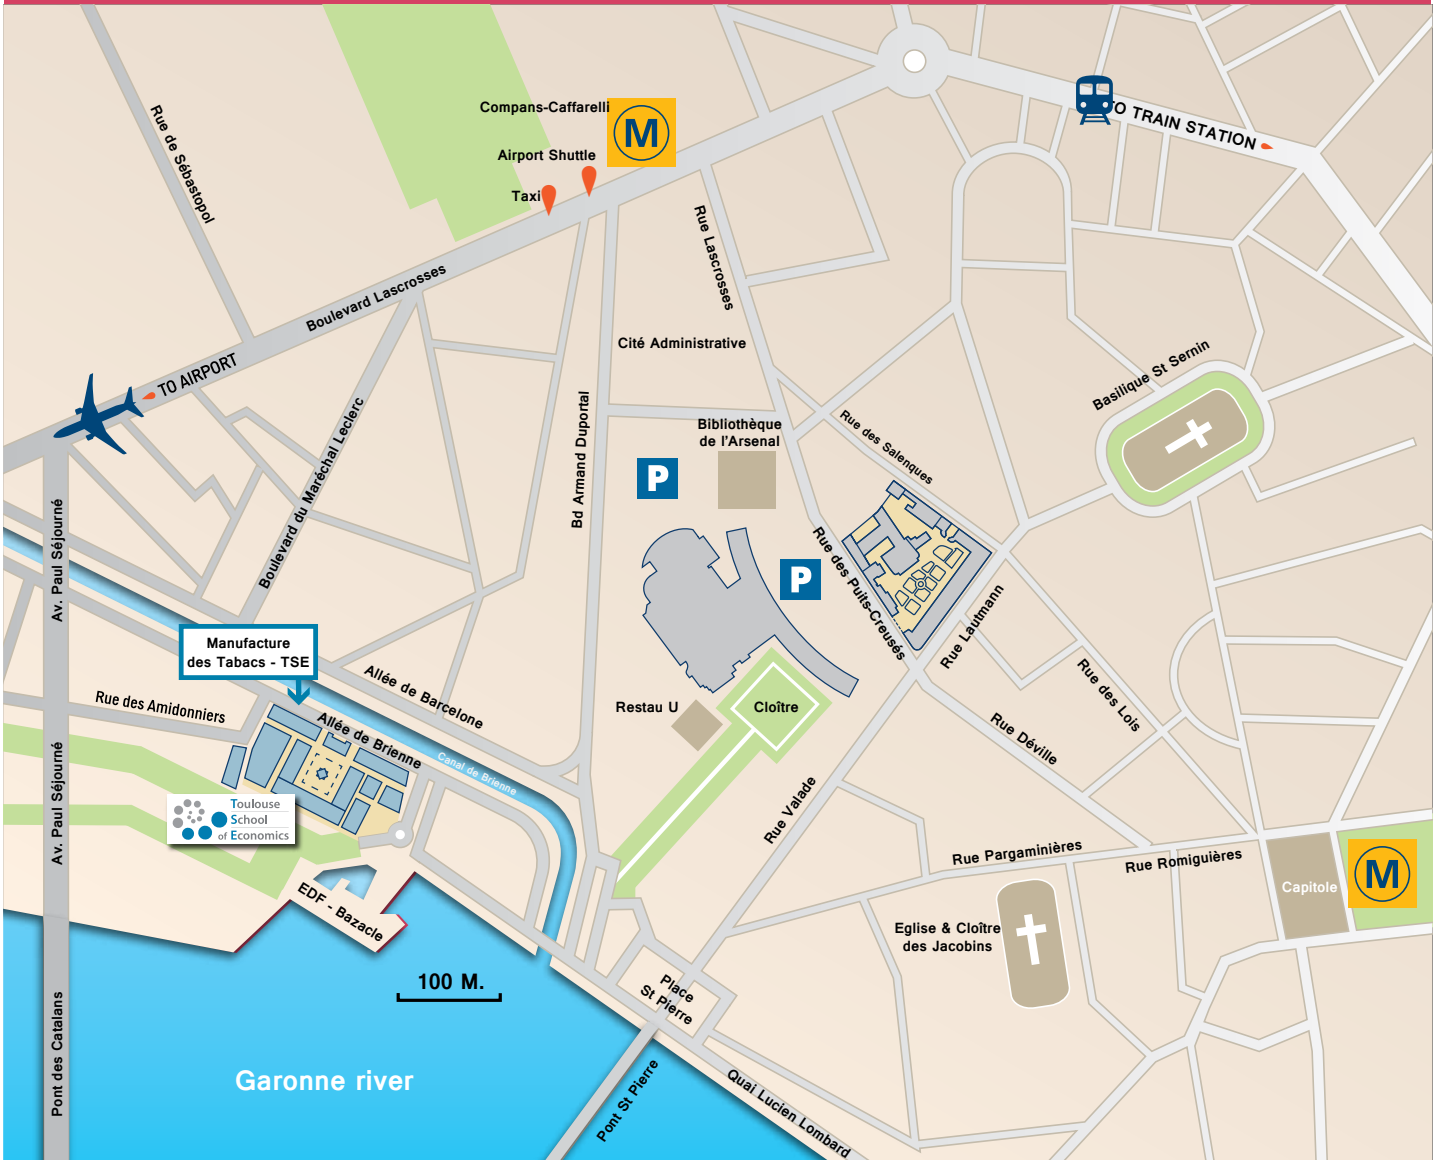 Compans-Caffarelli
M
Airport Shuttle
Taxi
TO TRAIN STATION
Rue de Sébastopol
Rue Lascrosses
Boulevard Lascrosses
TO AIRPORT
Cité Administrative
Basilique St Sernin
Boulevard du Maréchal Leclerc
Bd Armand Duportal
Bibliothèque
de l'Arsenal
Rue des Salenques
P
P
Av. Paul Séjourné
Rue des Puits-Creusés
Rue Lautmann
Manufacture
des Tabacs - TSE
Allée de Barcelone
Rue des Amidonniers
Allée de Brienne
Canal de Brienne
Restau U
Cloître
Rue des Lois
Rue Déville
Av. Paul Séjourné
Toulouse
School
of Economics
Rue Valade
Rue Pargaminières
Rue Romiguières
Capitole
M
EDF - Bazacle
Eglise & Cloître
des Jacobins
100 M.
Place
St Pierre
Pont des Catalans
Garonne river
Pont St Pierre
Quai Lucien Lombard